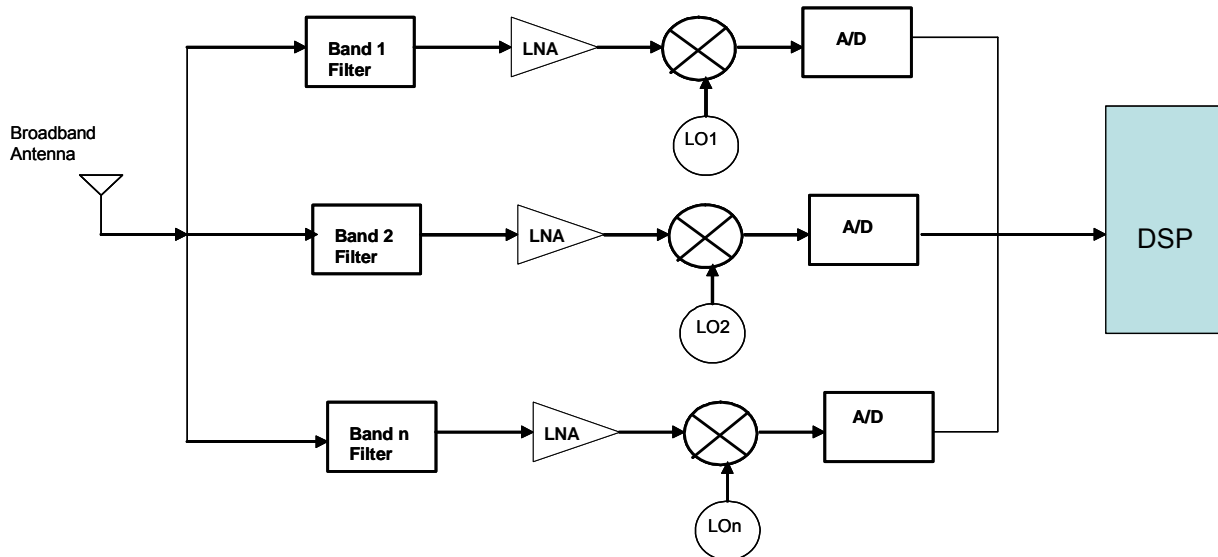 Broadband
Antenna
Band 1
Filter
LNA
LO1
A/D
Band 2
Filter
LNA
LO2
A/D
Band n
Filter
LNA
LOn
A/D
DSP